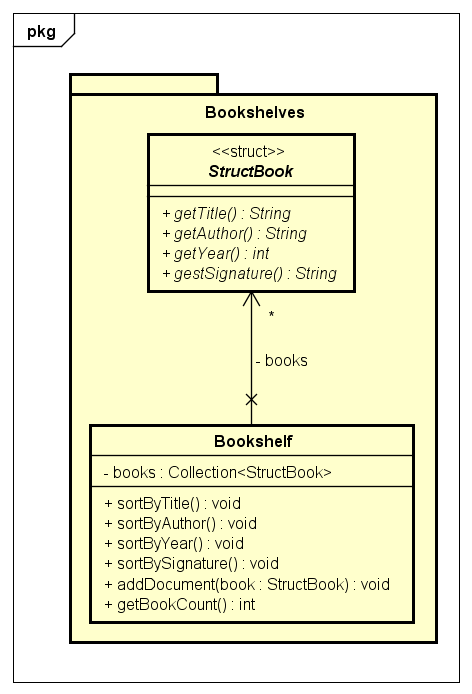 pkg
Bookshelves
<<struct>>
StructBook
+ getTitle() : String
+ getAuthor() : String
+ getYear() : int
+ gestSignature() : String
*
- books
Bookshelf
- books : Collection<StructBook>
+ sortByTitle() : void
+ sortByAuthor() : void
+ sortByYear() : void
+ sortBySignature() : void
+ addDocument(book : StructBook) : void
+ getBookCount() : int